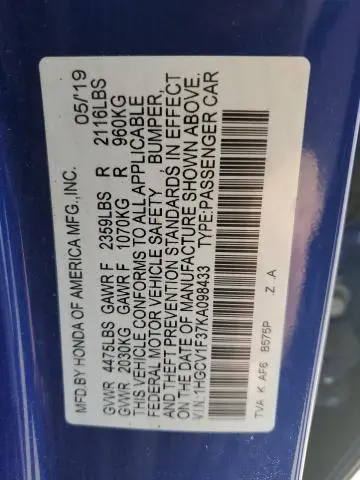 MFD.BY HONDA OF AMERICA MFG.,INC. 05/19
GVWR 4475LBS GAWR F 2359LBS R 2116LBS
GVWR 2030KG GAWR F 1070KG R 960KG
THIS VEHICLE CONFORMS TO ALL APPLICABLE
FEDERAL MOTOR VEHICLE SAFETY, BUMPER,
AND THEFT PREVENTION STANDARDS IN EFFECT
ON THE DATE OF MANUFACTURE SHOWN ABOVE.
VIN:1HGCV1F37KA098433 TYPE:PASSENGER CAR
TVA K AF6 B575P .Z .A